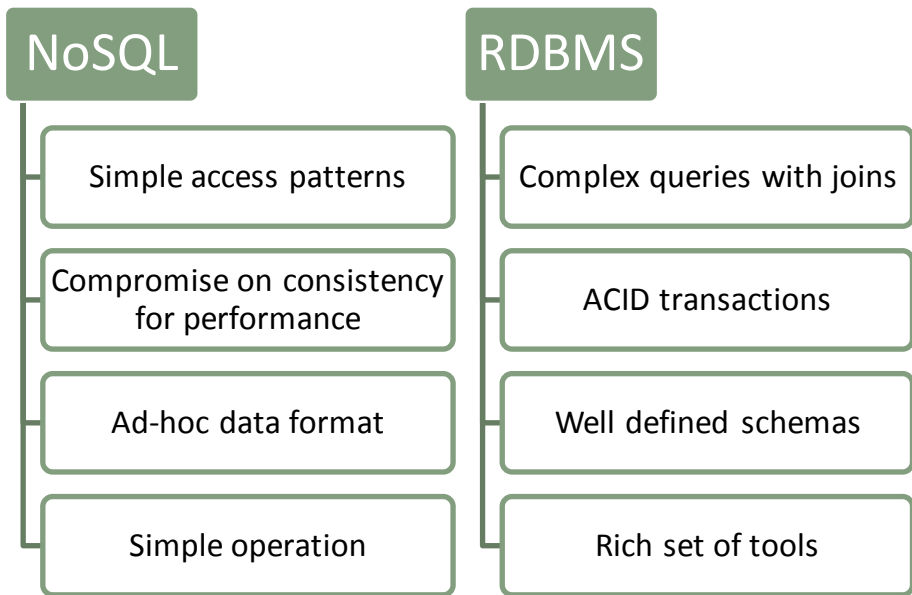 NoSQL
Simple access patterns
Compromise on consistency
for performance
Ad-hoc data format
Simple operation
RDBMS
Complex queries with joins
ACID transactions
Well defined schemas
Rich set of tools